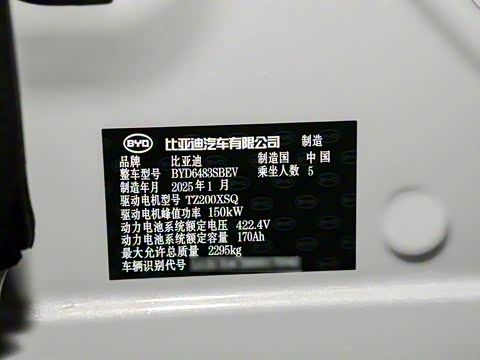 BYD 比亚迪汽车有限公司 制造
品牌 比亚迪 制造国 中国
整车型号 BYD6483SBEV 乘坐人数 5
制造年月 2025年1月
驱动电机型号 TZ200XSQ
驱动电机峰值功率 150kW
动力电池系统额定电压 422.4V
动力电池系统额定容量 170Ah
最大允许总质量 2295kg
车辆识别代号